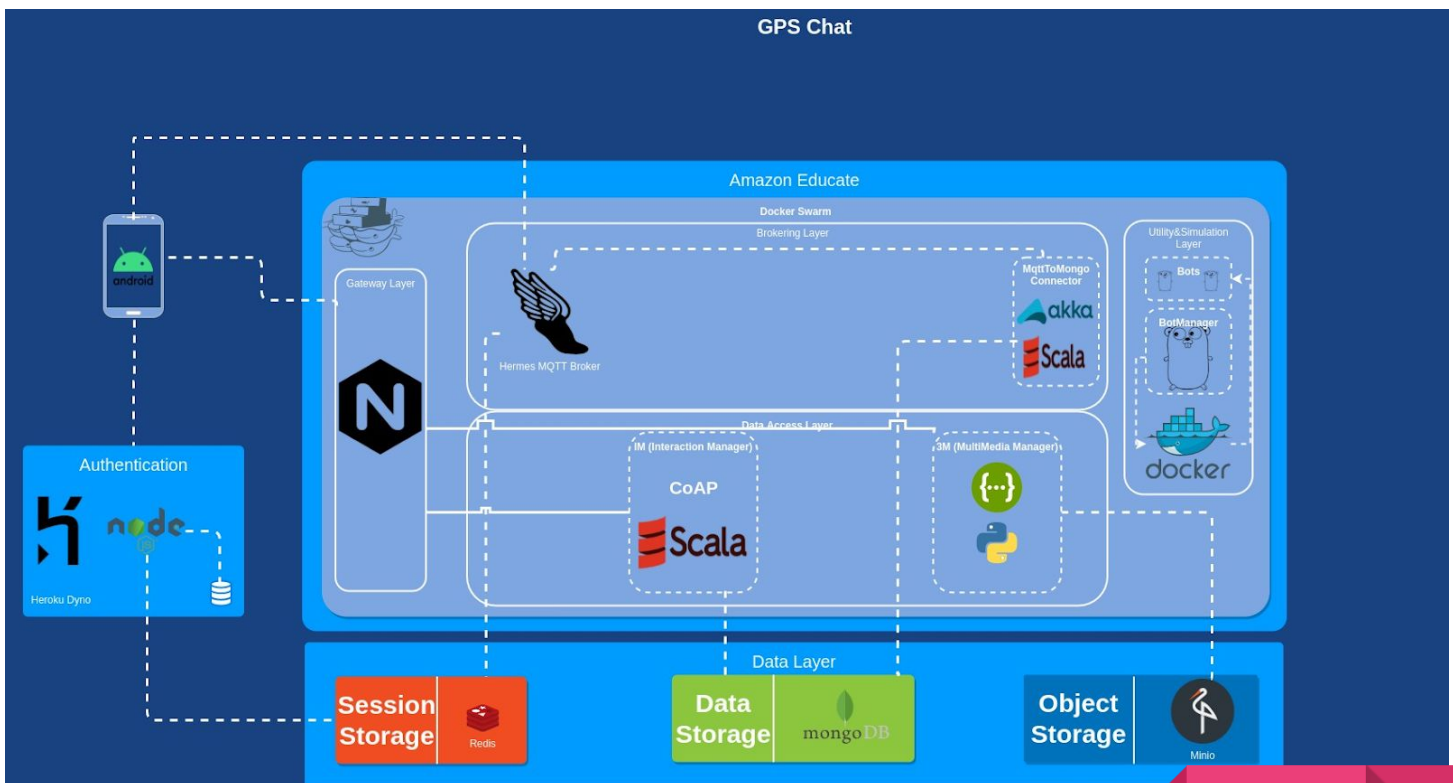 GPS Chat
Amazon Educate
Docker Swarm
Brokering Layer
Utility&Simulation
Layer
Bots
MqttToMongo
Connector
akka
Scala
BotManager
docker
android
Gateway Layer
N
Hermes MQTT Broker
Data Access Layer
IM (Interaction Manager)
CoAP
Scala
3M (MultiMedia Manager)
{···}
Authentication
node
JS
Heroku Dyno
Data Layer
Session
Storage
Redis
Data
Storage
mongoDB
Object
Storage
Minio